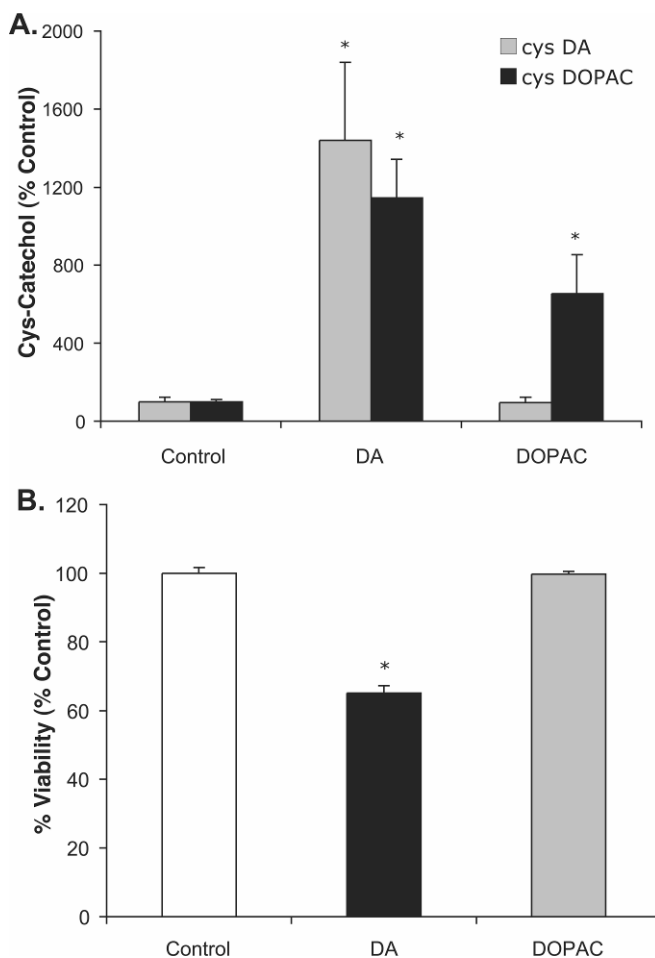 A.
2000
1600
1200
800
400
0
Cys-Catechol (% Control)
cys DA
cys DOPAC
*
*
*
Control DA DOPAC
B.
120
100
80
60
40
20
0
% Viability (% Control)
*
Control DA DOPAC